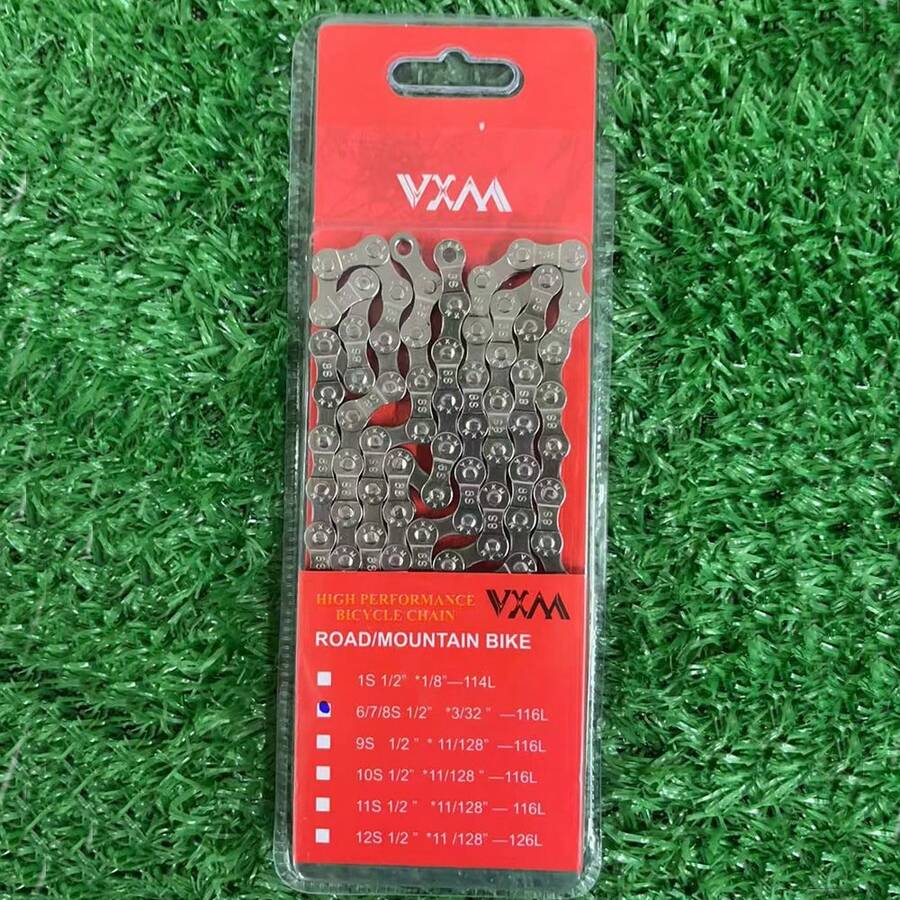 VXM
HIGH PERFORMANCE VXM
BICYCLE CHAIN
ROAD/MOUNTAIN BIKE
1S 1/2" *1/8"—114L
6/7/8S 1/2" *3/32 " —116L
9S 1/2 " * 11/128" —116L
10S 1/2" *11/128 " —116L
11S 1/2 " *11/128" — 116L
12S 1/2 " *11 /128" —126L